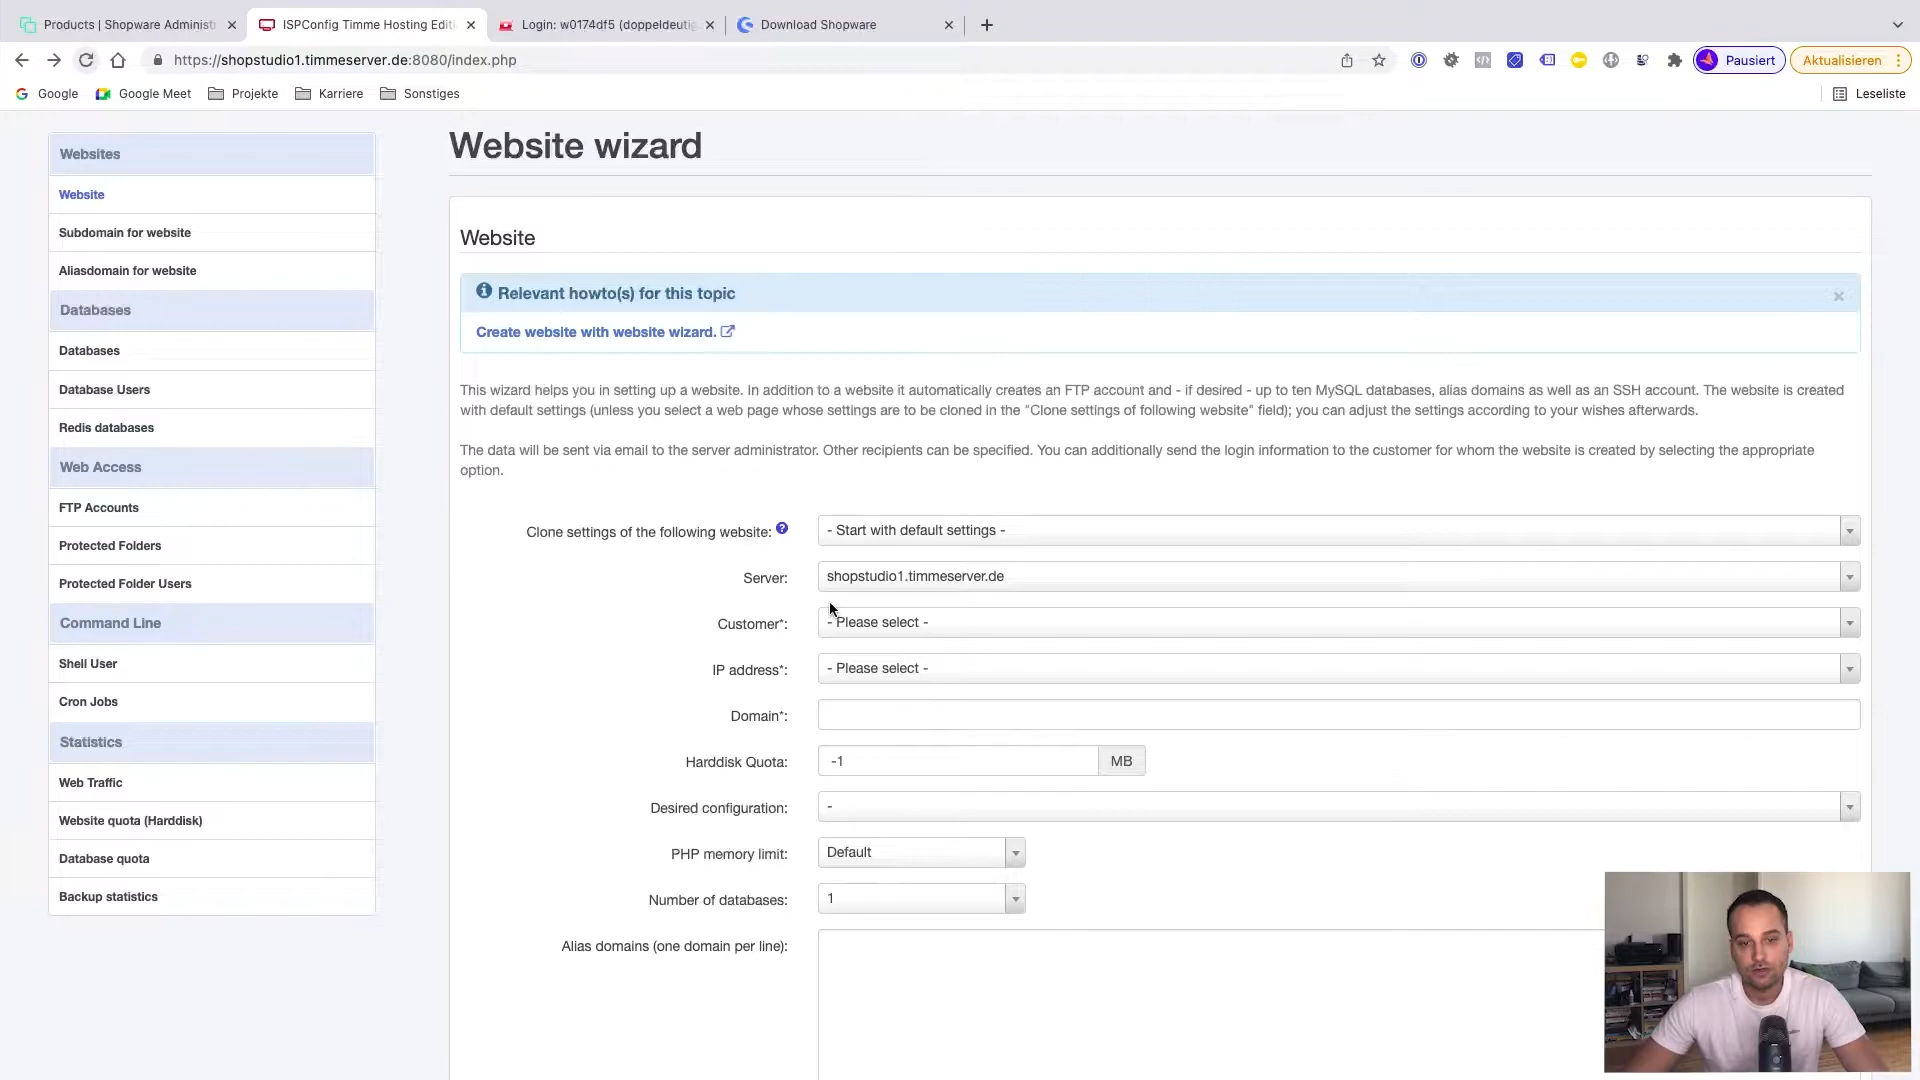 Products | Shopware Administ
ISPConfig Timme Hosting Editi
Login: w0174df5 (doppeldeutig
Download Shopware
https://shopstudio1.timmeserver.de:8080/index.php
Pausiert
Aktualisieren
Google
Google Meet
Projekte
Karriere
Sonstiges
Leseliste
Websites
Website
Subdomain for website
Aliasdomain for website
Databases
Databases
Database Users
Redis databases
Web Access
FTP Accounts
Protected Folders
Protected Folder Users
Command Line
Shell User
Cron Jobs
Statistics
Web Traffic
Website quota (Harddisk)
Database quota
Backup statistics
Website wizard
Website
Relevant howto(s) for this topic
Create website with website wizard.
This wizard helps you in setting up a website. In addition to a website it automatically creates an FTP account and - if desired - up to ten MySQL databases, alias domains as well as an SSH account. The website is created
with default settings (unless you select a web page whose settings are to be cloned in the "Clone settings of following website" field); you can adjust the settings according to your wishes afterwards.
The data will be sent via email to the server administrator. Other recipients can be specified. You can additionally send the login information to the customer for whom the website is created by selecting the appropriate
option.
Clone settings of the following website: ? - Start with default settings -
Server: shopstudio1.timmeserver.de
Customer*: - Please select -
IP address*: - Please select -
Domain*:
Harddisk Quota: -1 MB
Desired configuration: -
PHP memory limit: Default
Number of databases: 1
Alias domains (one domain per line):